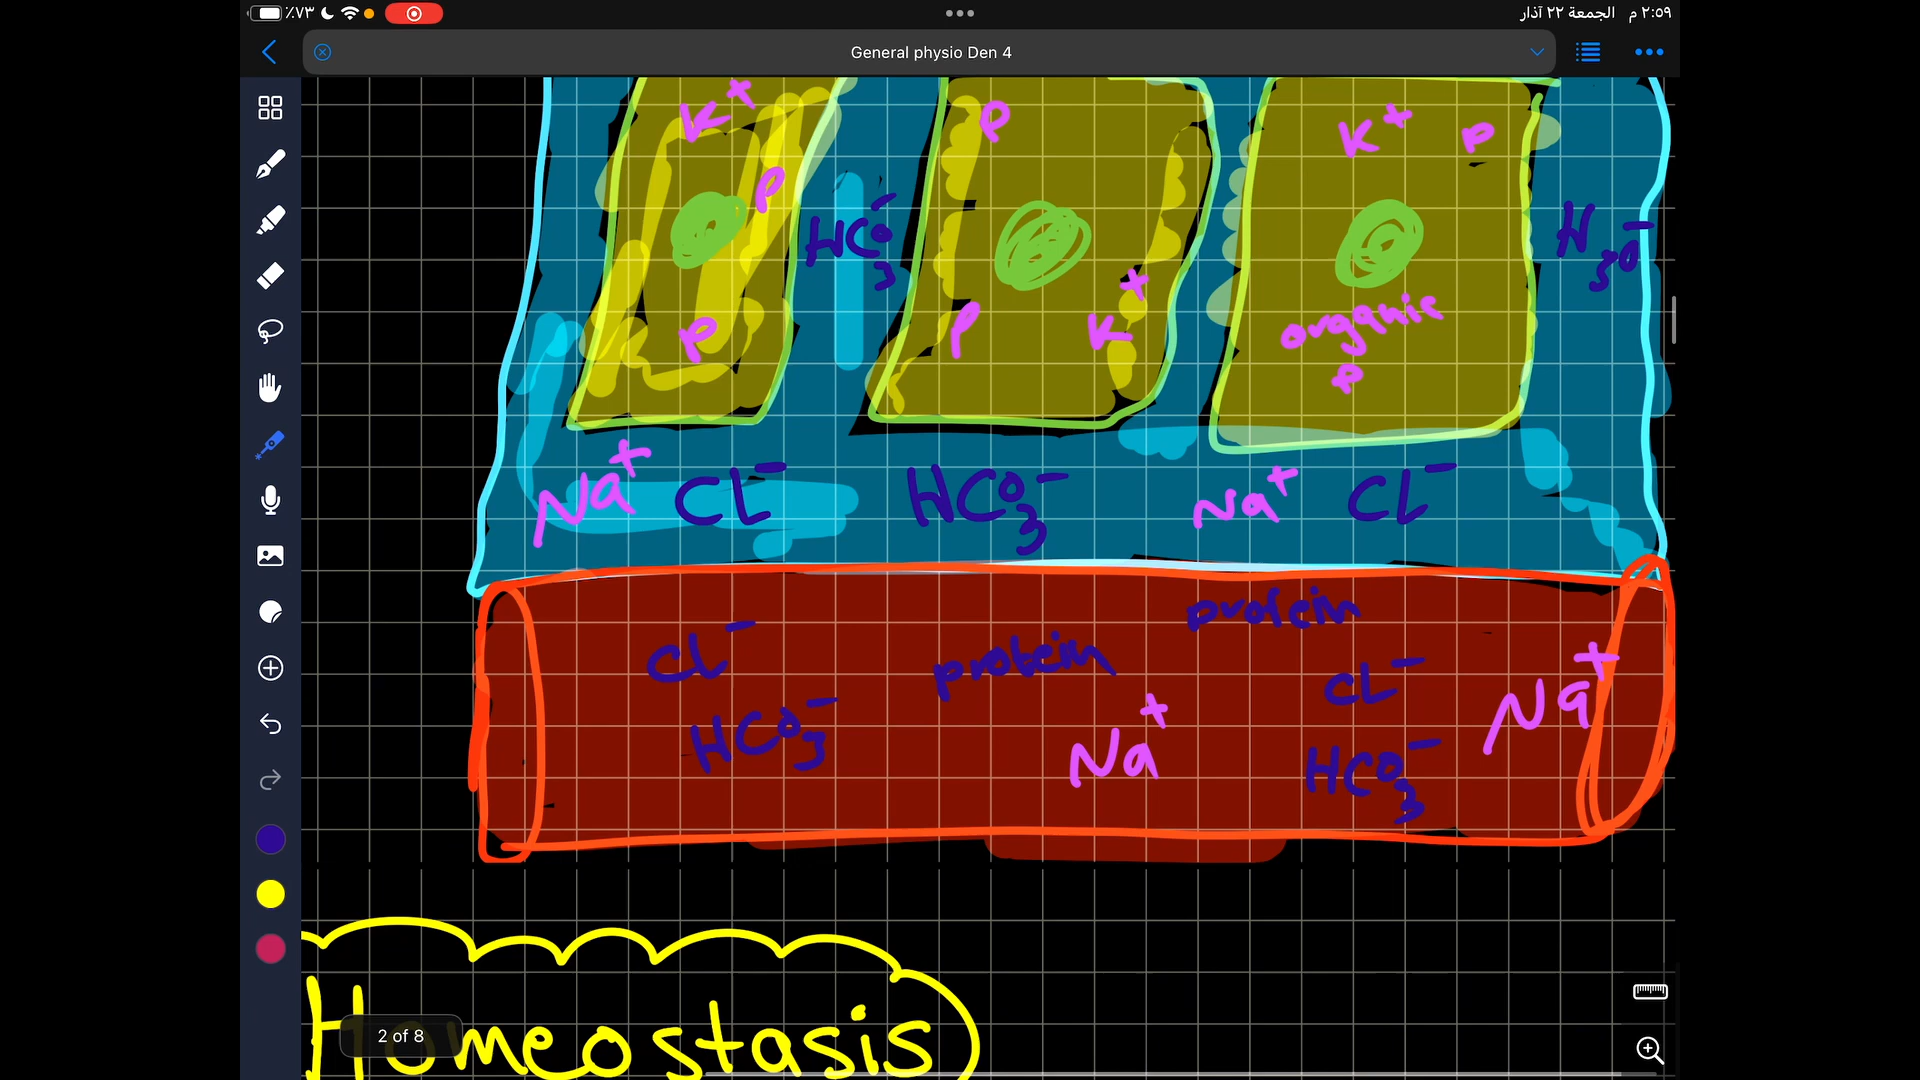 ٪٧٣
الجمعة ٢٢ آذار ٢:٥٩ م
General physio Den 4
K+
P
K+ P
P
HCO3-
H3O-
P
P
K+
organic
P
Na+ CL- HCO3- Na+ CL-
protein
CL- protein CL- Na+
HCO3- Na+ HCO3-
Homeostasis
2 of 8